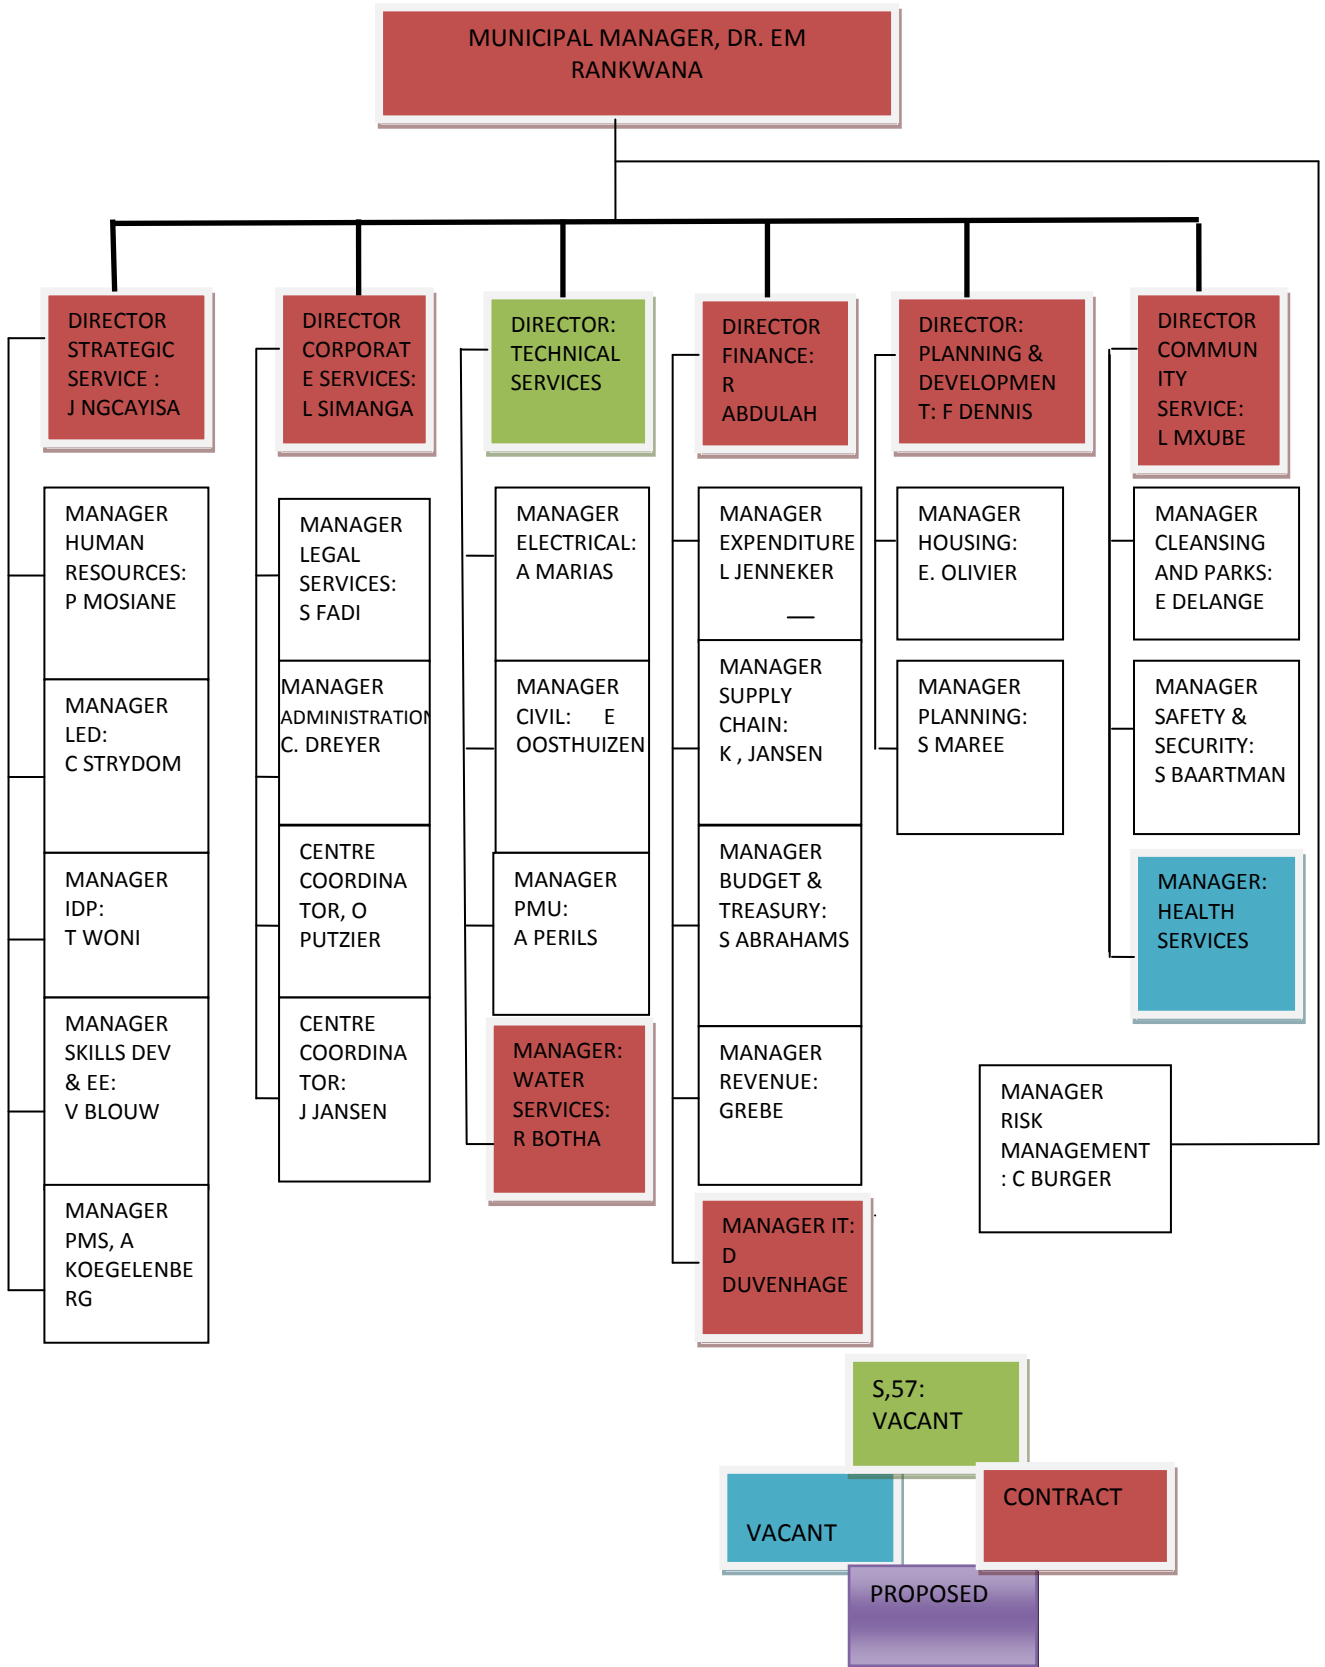 MUNICIPAL MANAGER, DR. EM
RANKWANA
DIRECTOR
STRATEGIC
SERVICE :
J NGCAYISA
DIRECTOR
CORPORAT
E SERVICES:
L SIMANGA
DIRECTOR:
TECHNICAL
SERVICES
DIRECTOR
FINANCE:
R
ABDULAH
DIRECTOR:
PLANNING &
DEVELOPMEN
T: F DENNIS
DIRECTOR
COMMUN
ITY
SERVICE:
L MXUBE
MANAGER
HUMAN
RESOURCES:
P MOSIANE
MANAGER
LED:
C STRYDOM
MANAGER
IDP:
T WONI
MANAGER
SKILLS DEV
& EE:
V BLOUW
MANAGER
PMS, A
KOEGELENBE
RG
MANAGER
LEGAL
SERVICES:
S FADI
MANAGER
ADMINISTRATION
C. DREYER
CENTRE
COORDINA
TOR, O
PUTZIER
CENTRE
COORDINA
TOR:
J JANSEN
MANAGER
ELECTRICAL:
A MARIAS
MANAGER
CIVIL: E
OOSTHUIZEN
MANAGER
PMU:
A PERILS
MANAGER:
WATER
SERVICES:
R BOTHA
MANAGER
EXPENDITURE
L JENNEKER
MANAGER
SUPPLY
CHAIN:
K , JANSEN
MANAGER
BUDGET &
TREASURY:
S ABRAHAMS
MANAGER
REVENUE:
GREBE
MANAGER IT:
D
DUVENHAGE
MANAGER
HOUSING:
E. OLIVIER
MANAGER
PLANNING:
S MAREE
MANAGER
CLEANSING
AND PARKS:
E DELANGE
MANAGER
SAFETY &
SECURITY:
S BAARTMAN
MANAGER:
HEALTH
SERVICES
MANAGER
RISK
MANAGEMENT
: C BURGER
S,57:
VACANT
VACANT
CONTRACT
PROPOSED